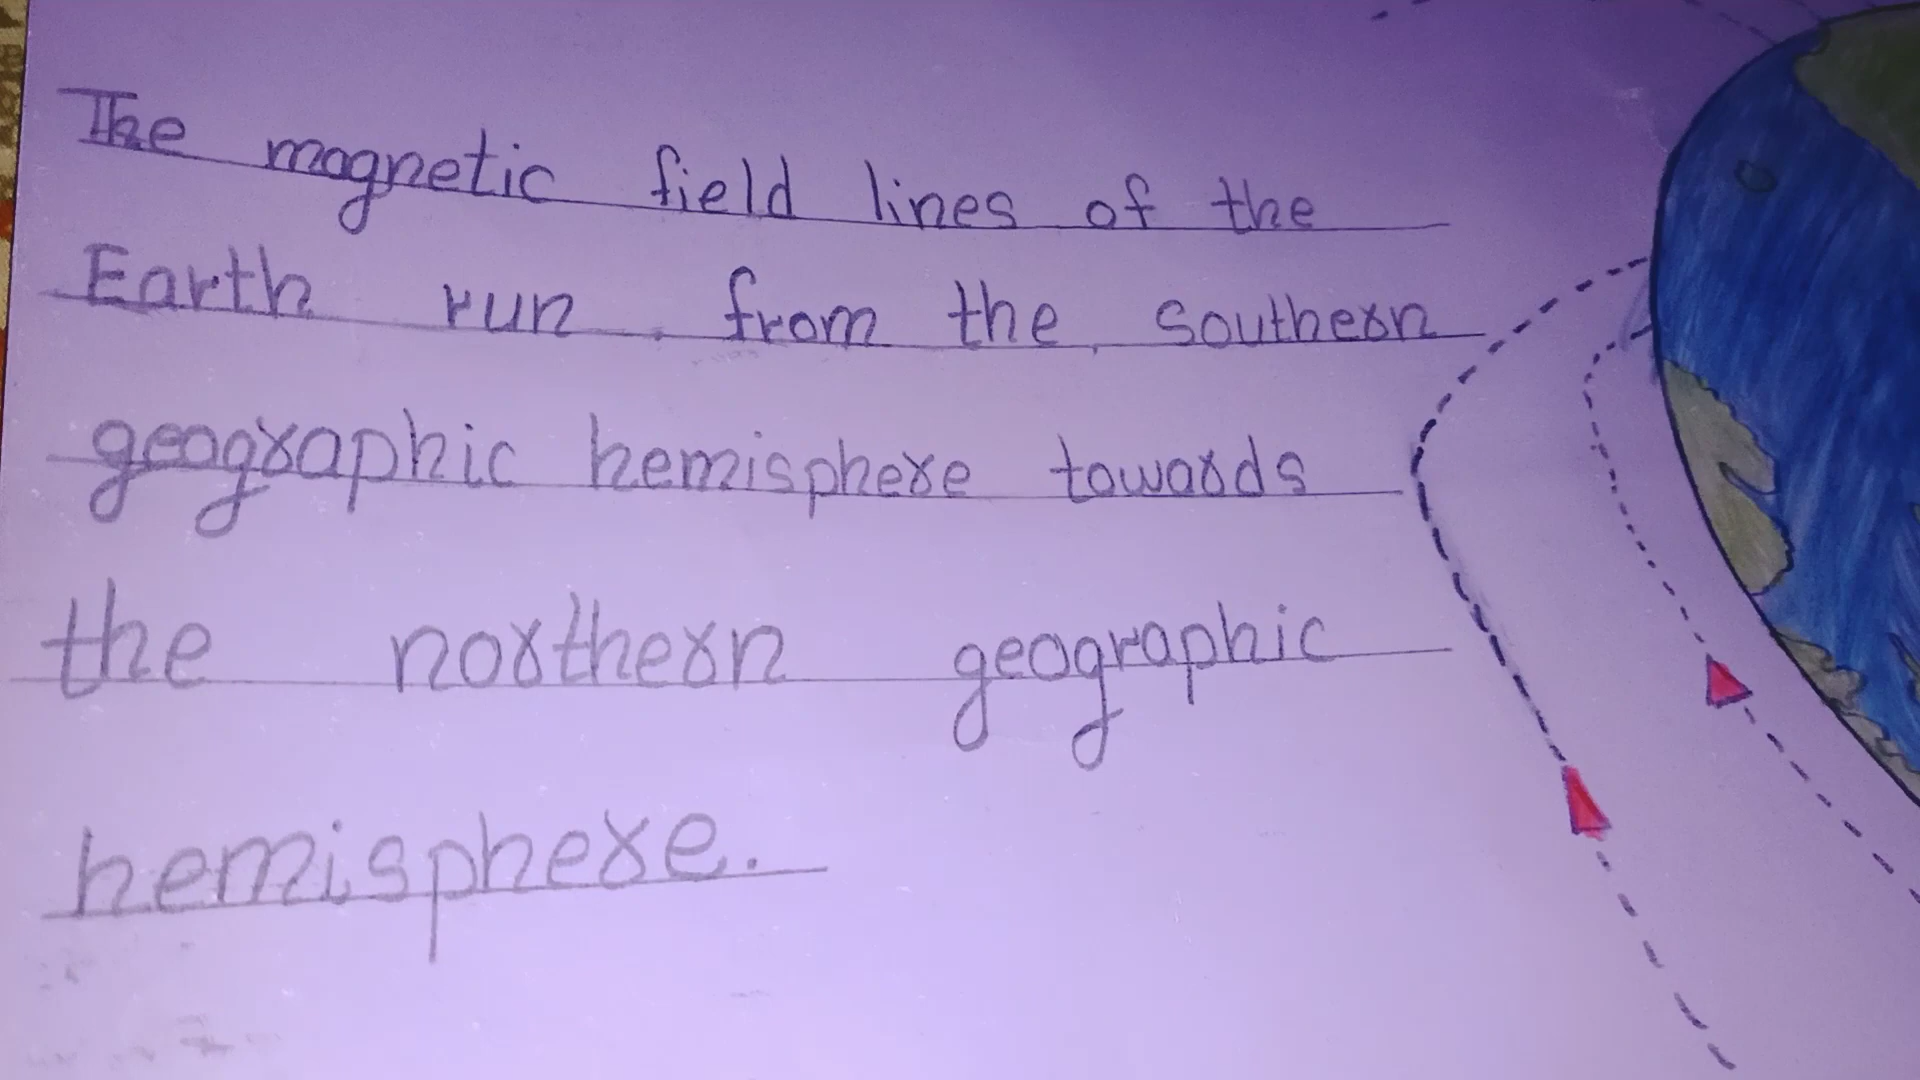 The magnetic field lines of the
Earth run from the southern
geographic hemisphere towards
the northern geographic
hemisphere.